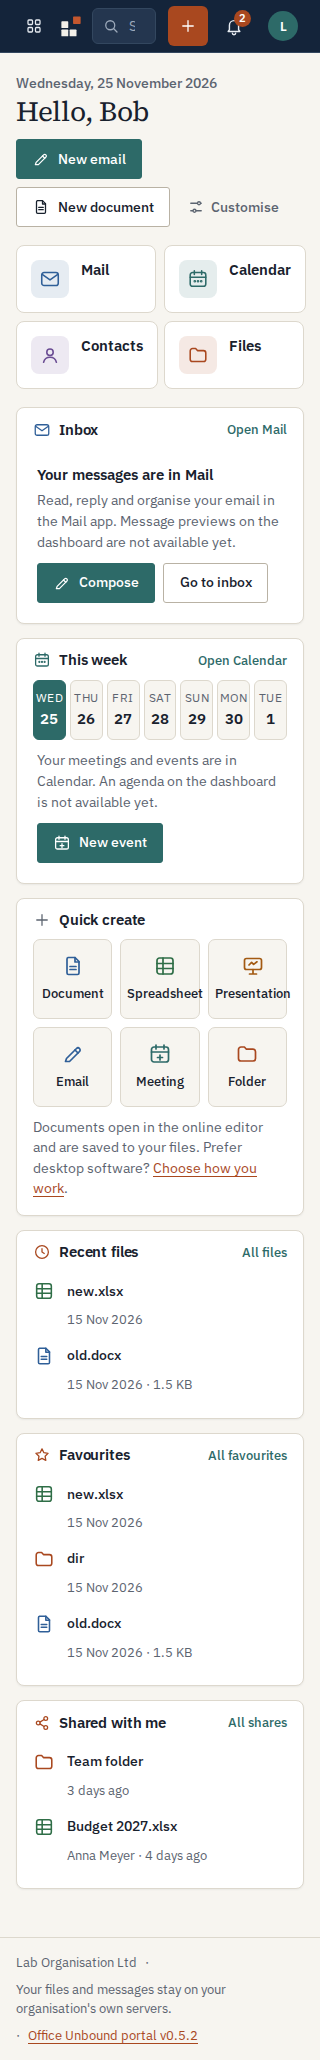 S
2
L
Wednesday, 25 November 2026
Hello, Bob
New email
New document
Customise
Mail
Calendar
Contacts
Files
Inbox
Open Mail
Your messages are in Mail
Read, reply and organise your email in
the Mail app. Message previews on the
dashboard are not available yet.
Compose
Go to inbox
This week
Open Calendar
WED THU FRI SAT SUN MON TUE
25 26 27 28 29 30 1
Your meetings and events are in
Calendar. An agenda on the dashboard
is not available yet.
New event
Quick create
Document Spreadsheet Presentation
Email Meeting Folder
Documents open in the online editor
and are saved to your files. Prefer
desktop software? Choose how you
work.
Recent files
All files
new.xlsx
15 Nov 2026
old.docx
15 Nov 2026 · 1.5 KB
Favourites
All favourites
new.xlsx
15 Nov 2026
dir
15 Nov 2026
old.docx
15 Nov 2026 · 1.5 KB
Shared with me
All shares
Team folder
3 days ago
Budget 2027.xlsx
Anna Meyer · 4 days ago
Lab Organisation Ltd ·
Your files and messages stay on your
organisation's own servers.
· Office Unbound portal v0.5.2